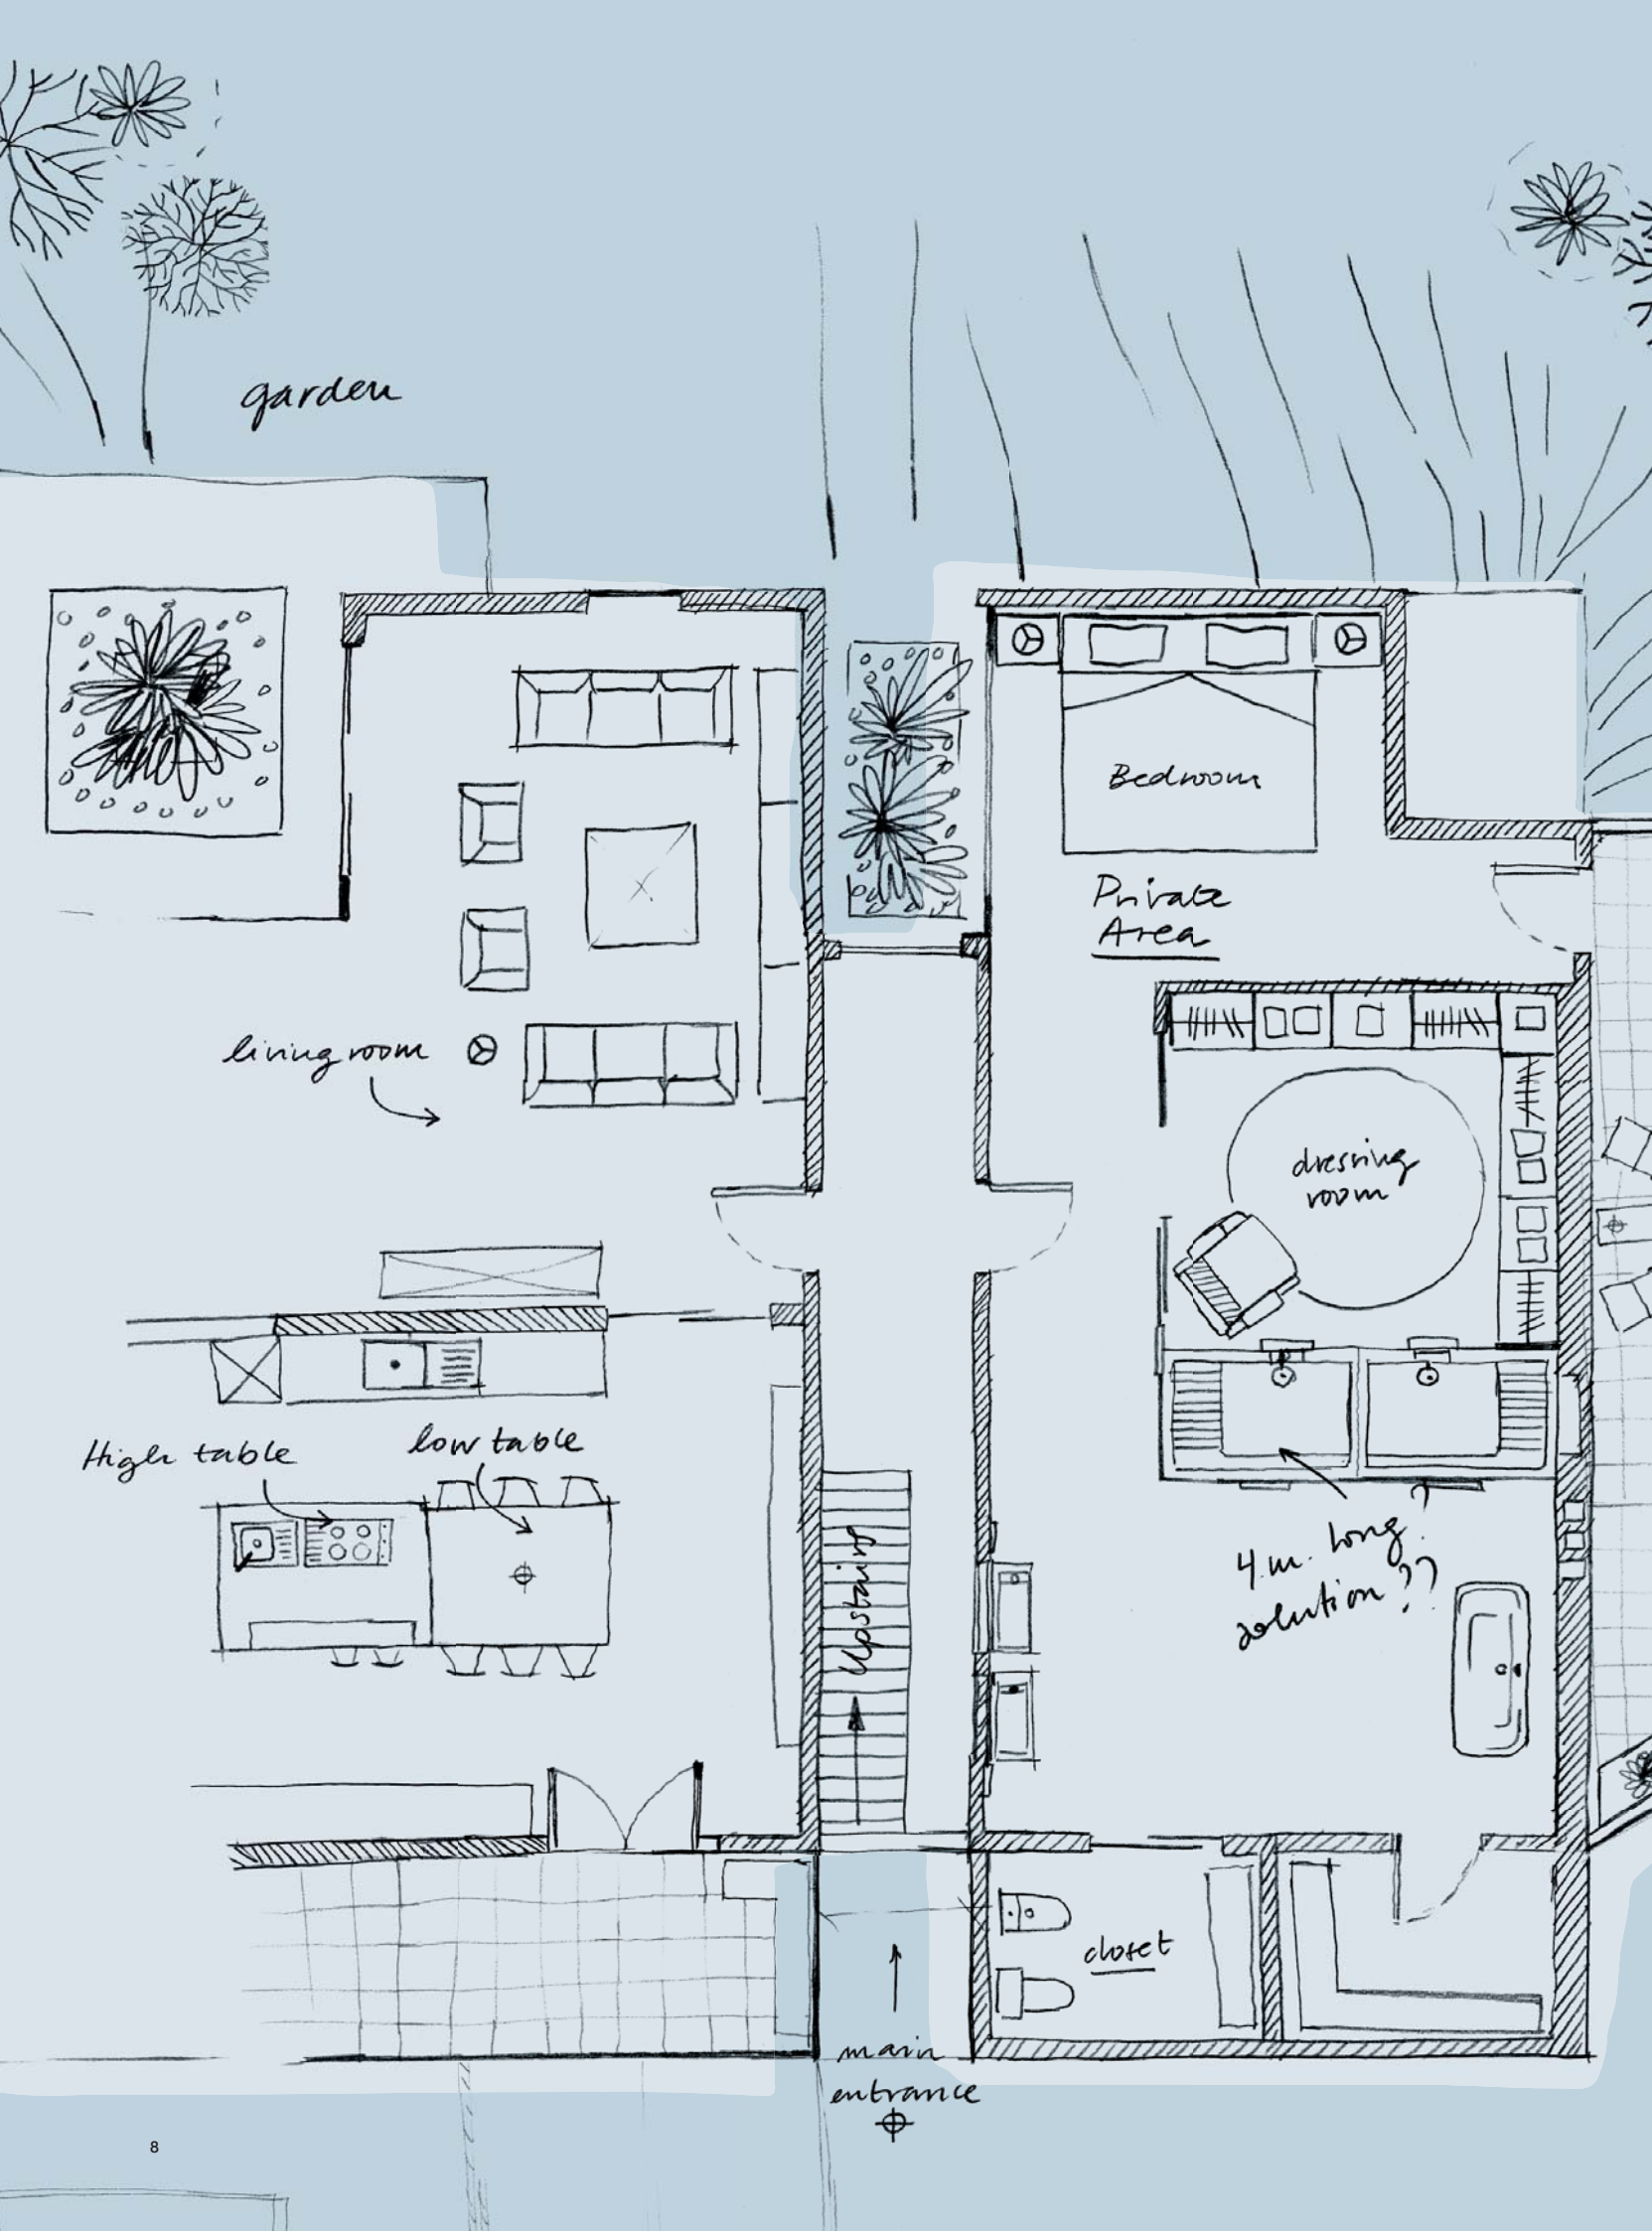 garden
Bedroom
Private
Area
living room
dressing
room
High table
low table
Upstairs
4 m. long ?
solution ??
closet
main
entrance
8